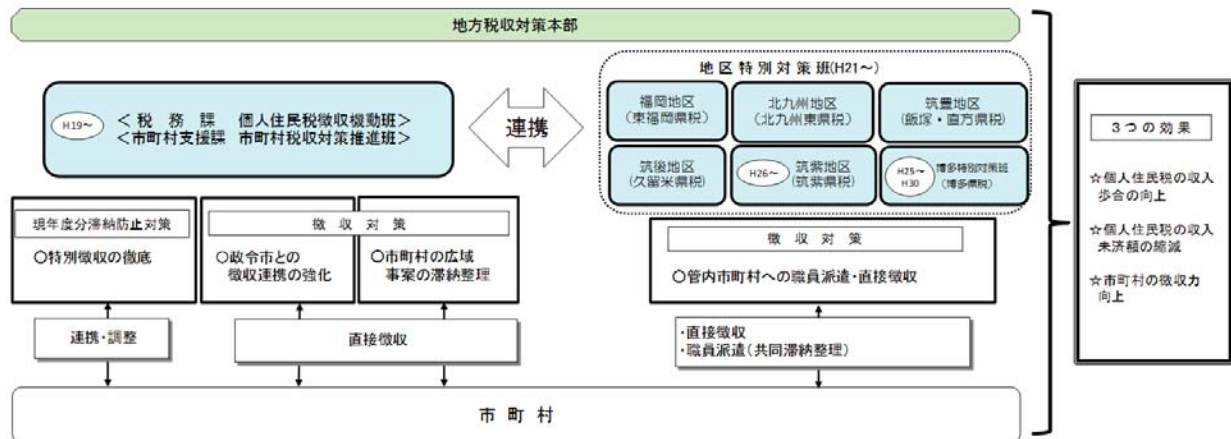 地方税収対策本部
H19～
＜ 税 務 課 個人住民税徴収機動班＞
＜市町村支援課 市町村税収対策推進班＞
連携
地区特別対策班(H21～)
福岡地区
(東福岡県税)
北九州地区
(北九州東県税)
筑豊地区
(飯塚・直方県税)
筑後地区
(久留米県税)
H26～
筑紫地区
(筑紫県税)
H25～
H30
博多特別対策班
(博多県税)
現年度分滞納防止対策
○特別徴収の徹底
徴 収 対 策
○政令市との
徴収連携の強化
○市町村の広域
事案の滞納整理
徴 収 対 策
○管内市町村への職員派遣・直接徴収
連携・調整
直接徴収
・直接徴収
・職員派遣(共同滞納整理)
市 町 村
３つの効果
☆個人住民税の収入
歩合の向上
☆個人住民税の収入
未済額の縮減
☆市町村の徴収力
向上